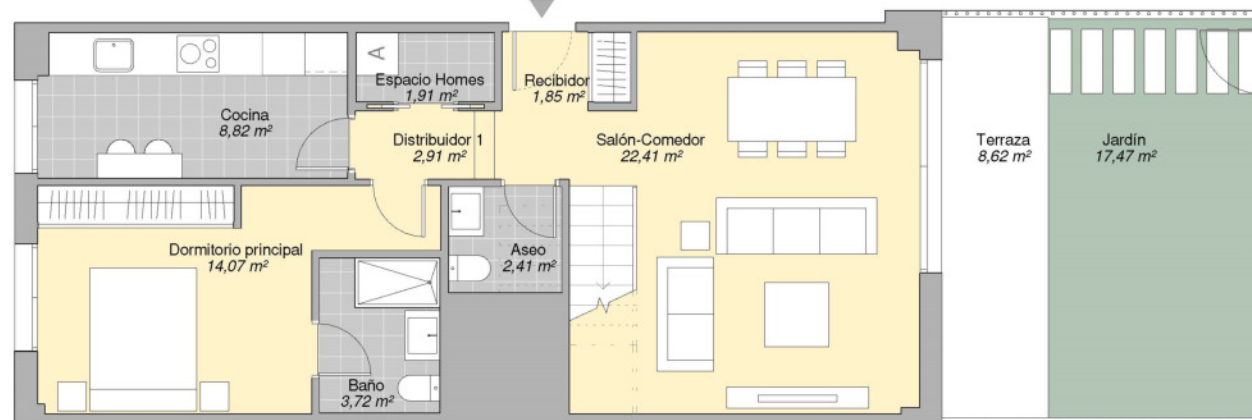 A
Espacio Homes
1,91 m²
Recibidor
1,85 m²
Cocina
8,82 m²
Distribuidor 1
2,91 m²
Salón-Comedor
22,41 m²
Terraza
8,62 m²
Jardín
17,47 m²
Dormitorio principal
14,07 m²
Aseo
2,41 m²
Baño
3,72 m²